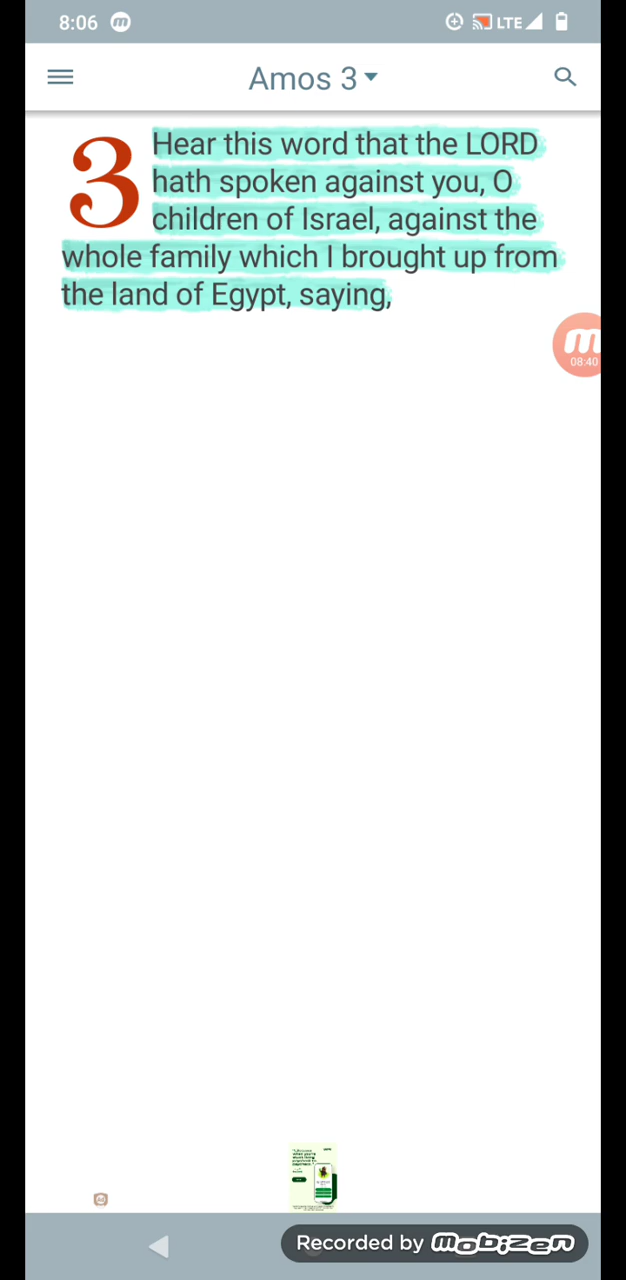 8:06 m LTE
Amos 3
3 Hear this word that the LORD
hath spoken against you, O
children of Israel, against the
whole family which I brought up from
the land of Egypt, saying,
m
08:40
Recorded by mobizen